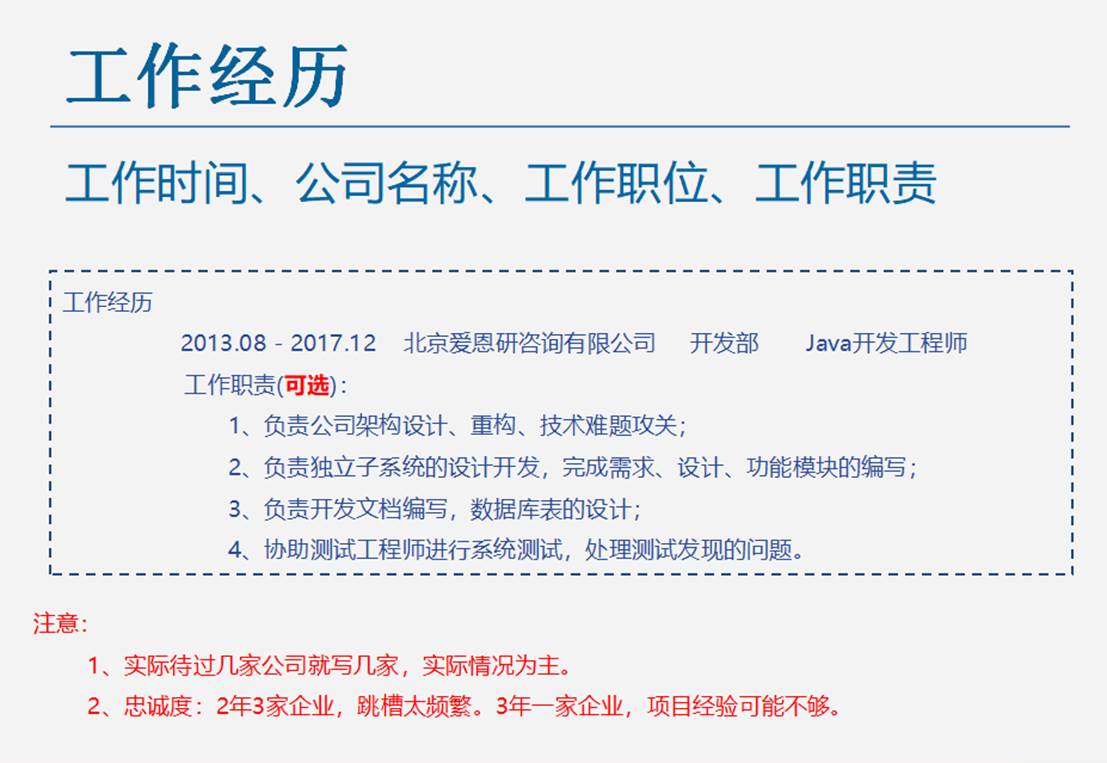 工作经历
工作时间、公司名称、工作职位、工作职责
工作经历
2013.08 - 2017.12 北京爱恩研咨询有限公司 开发部 Java开发工程师
工作职责(可选)：
1、负责公司架构设计、重构、技术难题攻关；
2、负责独立子系统的设计开发，完成需求、设计、功能模块的编写；
3、负责开发文档编写，数据库表的设计；
4、协助测试工程师进行系统测试，处理测试发现的问题。
注意：
1、实际待过几家公司就写几家，实际情况为主。
2、忠诚度：2年3家企业，跳槽太频繁。3年一家企业，项目经验可能不够。